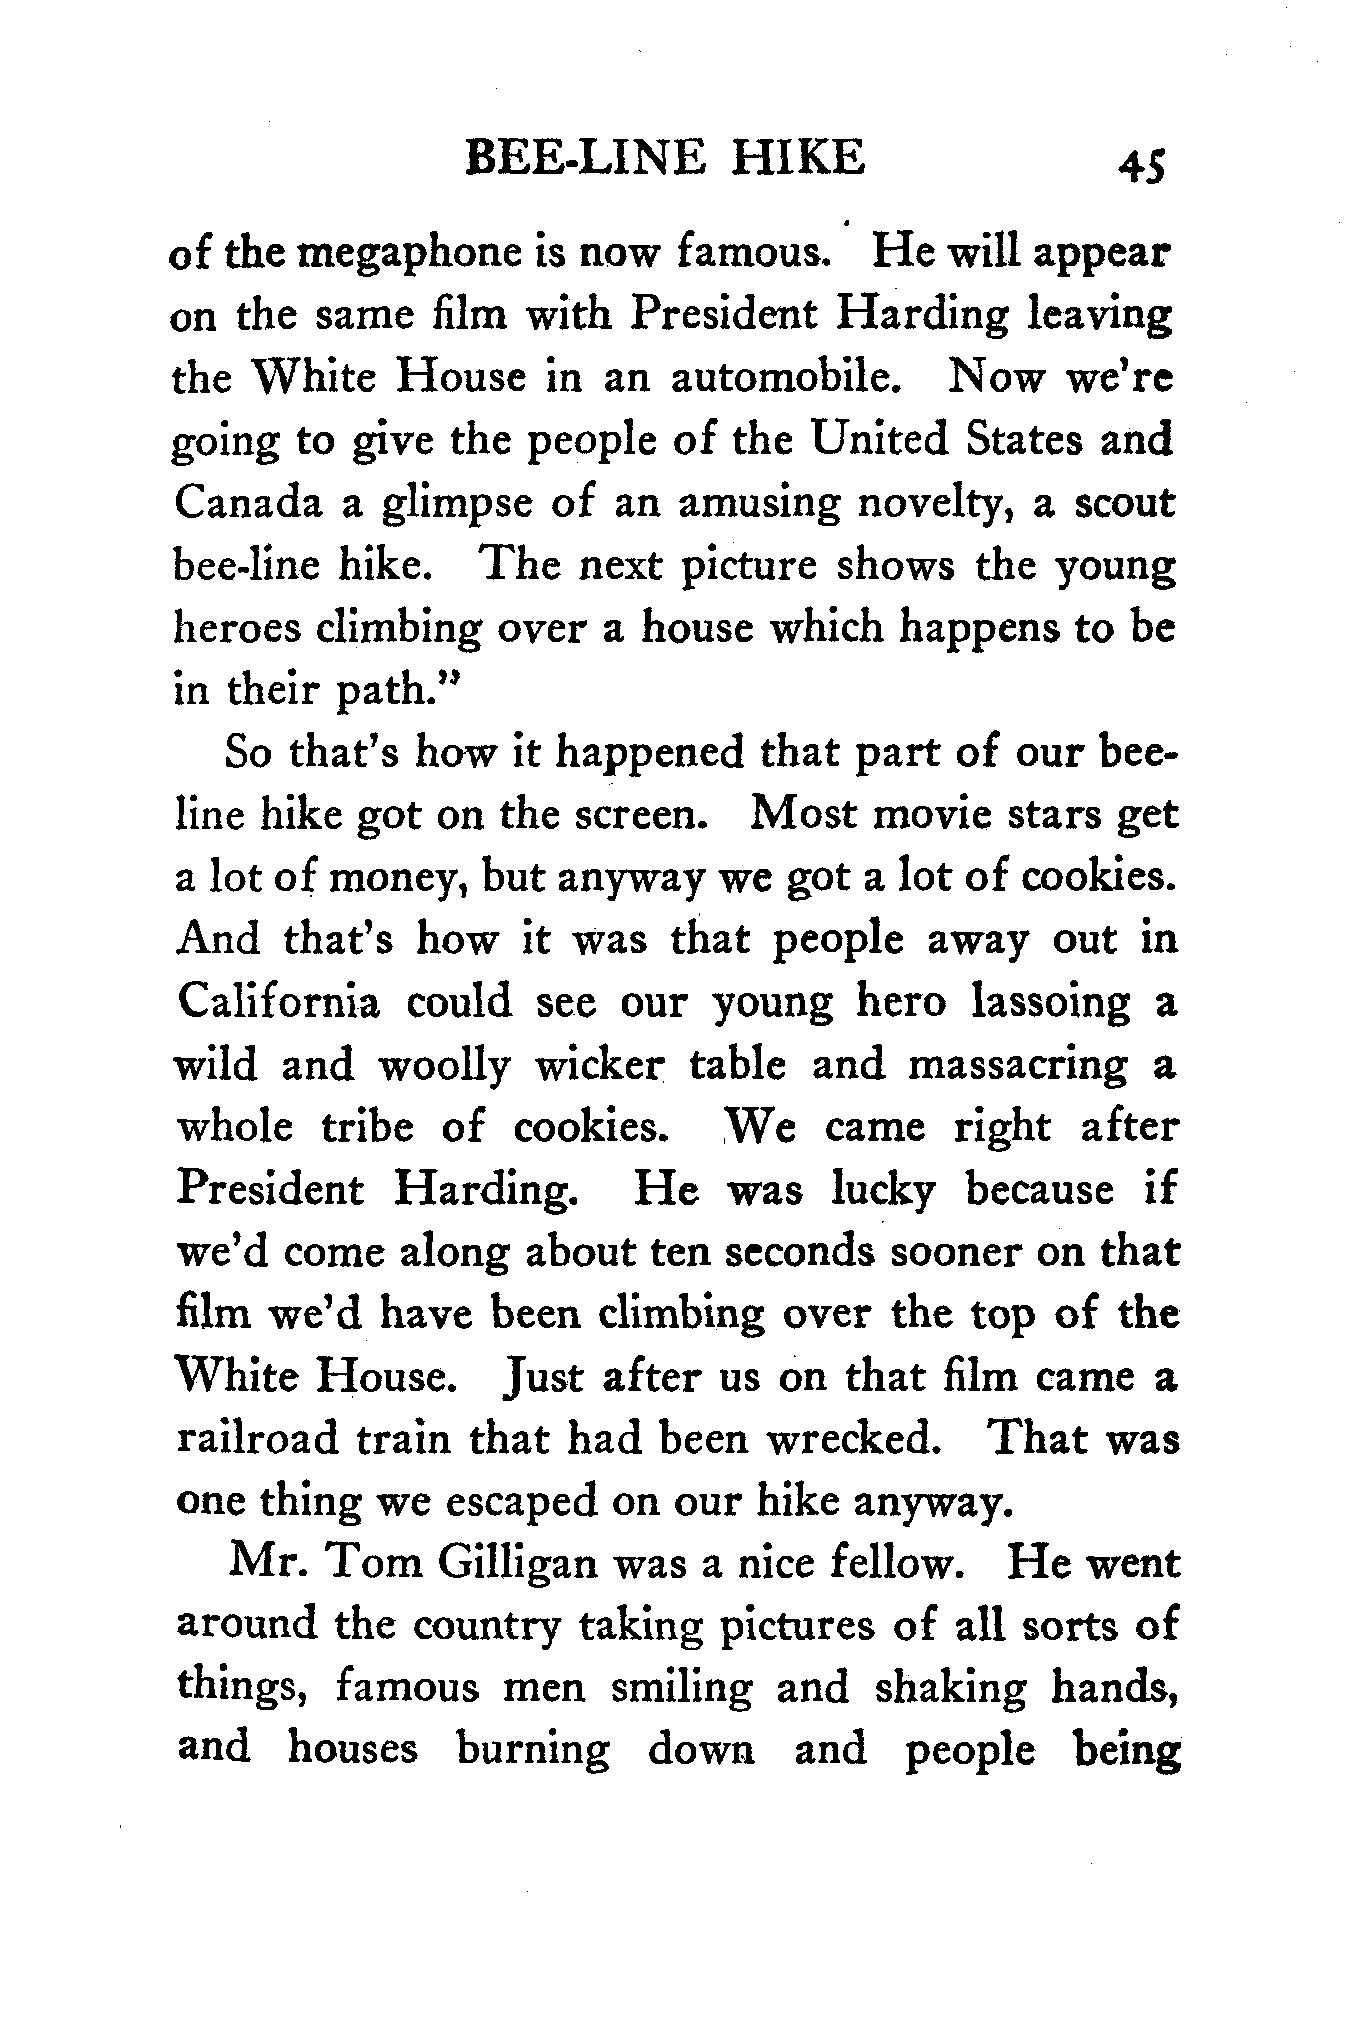 BEE-LINE HIKE 45
of the megaphone is now famous. He will appear
on the same film with President Harding leaving
the White House in an automobile. Now we're
going to give the people of the United States and
Canada a glimpse of an amusing novelty, a scout
bee-line hike. The next picture shows the young
heroes climbing over a house which happens to be
in their path."
So that's how it happened that part of our bee-
line hike got on the screen. Most movie stars get
a lot of money, but anyway we got a lot of cookies.
And that's how it was that people away out in
California could see our young hero lassoing a
wild and woolly wicker table and massacring a
whole tribe of cookies. We came right after
President Harding. He was lucky because if
we'd come along about ten seconds sooner on that
film we'd have been climbing over the top of the
White House. Just after us on that film came a
railroad train that had been wrecked. That was
one thing we escaped on our hike anyway.
Mr. Tom Gilligan was a nice fellow. He went
around the country taking pictures of all sorts of
things, famous men smiling and shaking hands,
and houses burning down and people being